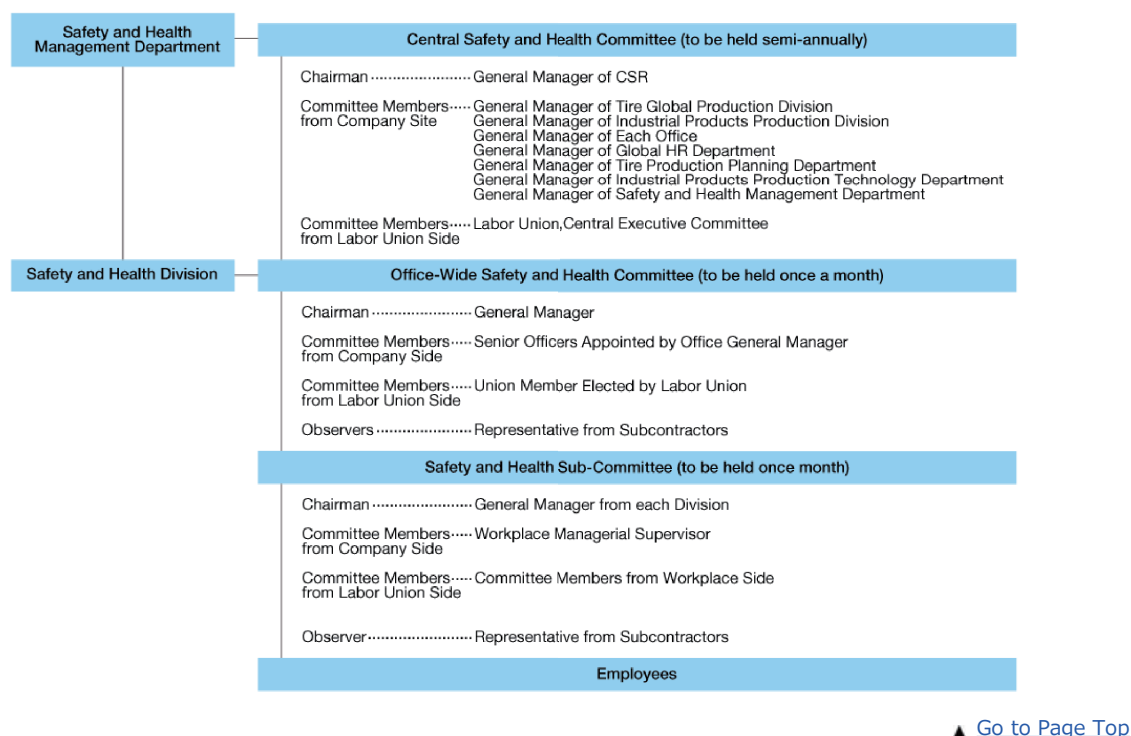 Safety and Health
Management Department
Central Safety and Health Committee (to be held semi-annually)
Chairman ······················· General Manager of CSR
Committee Members ····· General Manager of Tire Global Production Division
from Company Site General Manager of Industrial Products Production Division
General Manager of Each Office
General Manager of Global HR Department
General Manager of Tire Production Planning Department
General Manager of Industrial Products Production Technology Department
General Manager of Safety and Health Management Department
Committee Members ····· Labor Union,Central Executive Committee
from Labor Union Side
Safety and Health Division
Office-Wide Safety and Health Committee (to be held once a month)
Chairman ······················· General Manager
Committee Members ····· Senior Officers Appointed by Office General Manager
from Company Side
Committee Members ····· Union Member Elected by Labor Union
from Labor Union Side
Observers ······················ Representative from Subcontractors
Safety and Health Sub-Committee (to be held once month)
Chairman ······················· General Manager from each Division
Committee Members ····· Workplace Managerial Supervisor
from Company Side
Committee Members ····· Committee Members from Workplace Side
from Labor Union Side
Observer ························ Representative from Subcontractors
Employees
▲ Go to Page Top